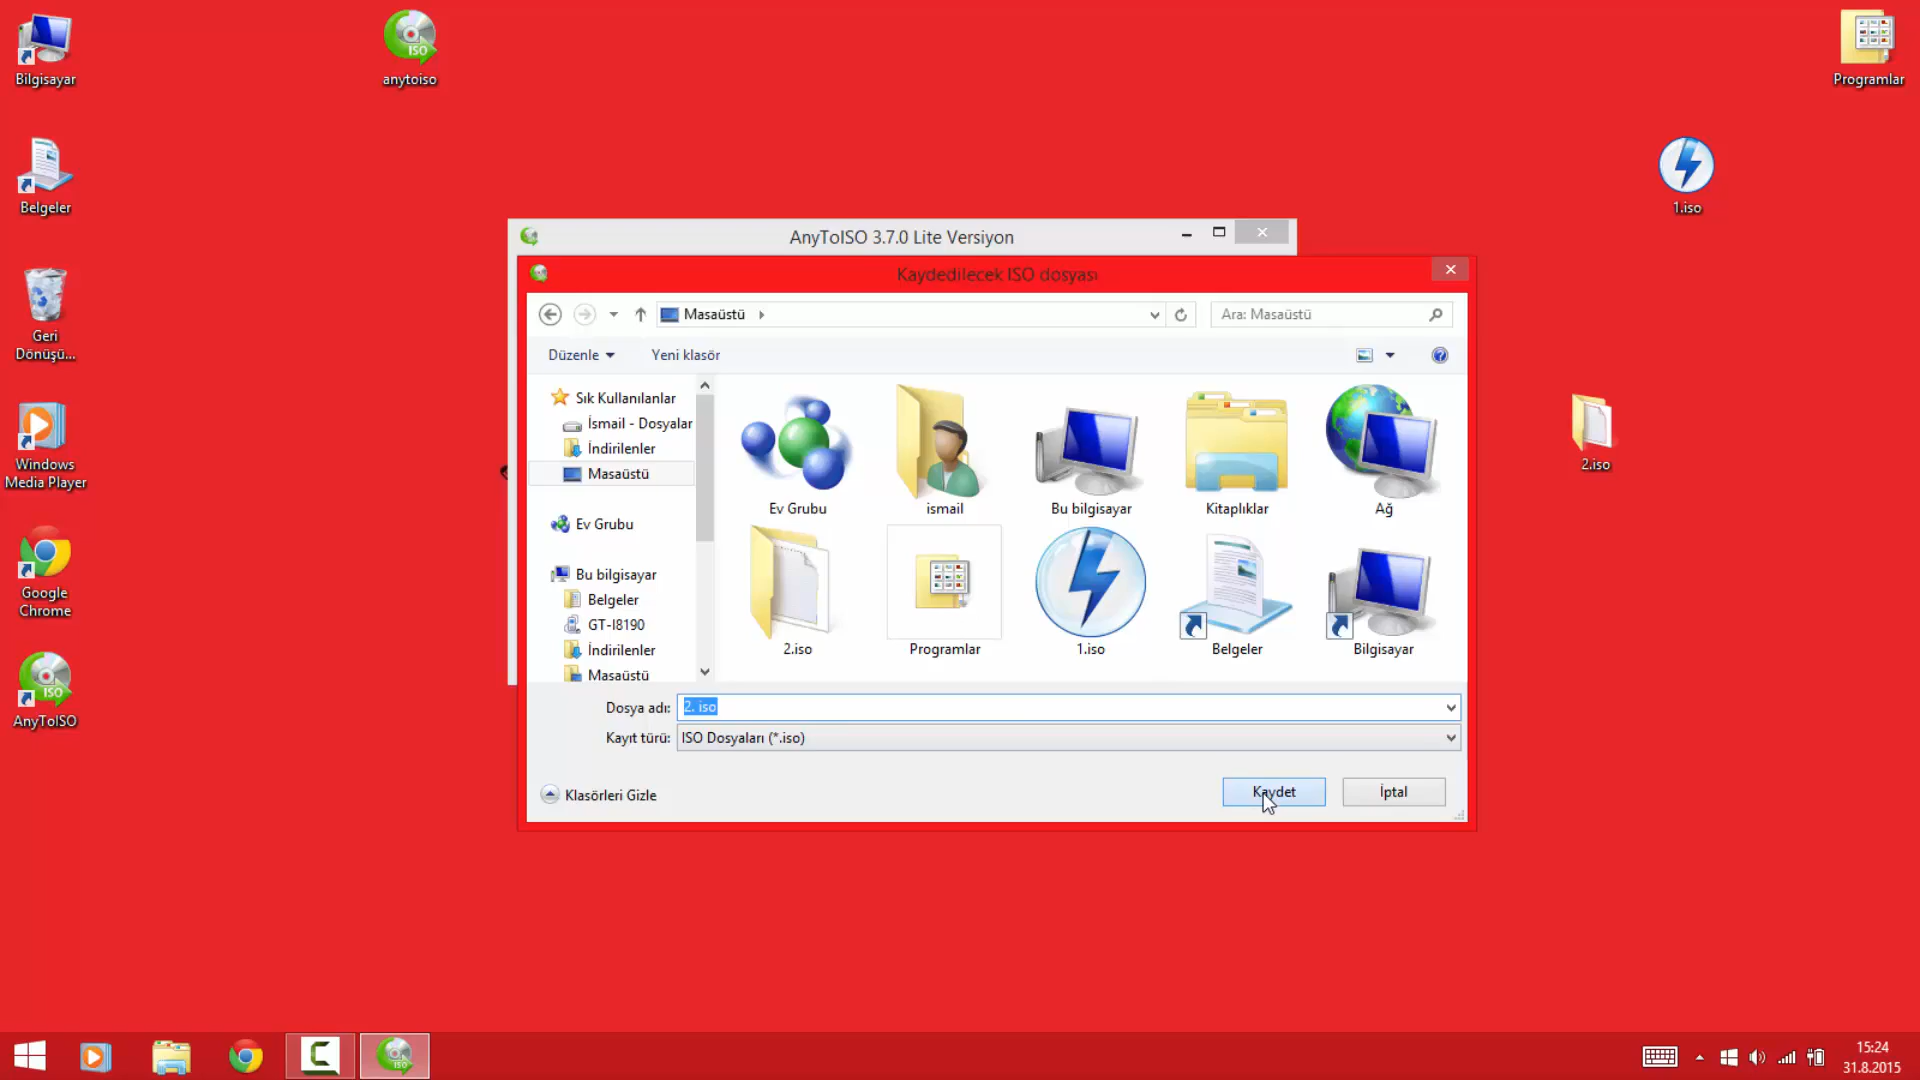 Bilgisayar
anytoiso
Programlar
Belgeler
1.iso
Geri
Dönüşü...
Windows
Media Player
2.iso
Google
Chrome
AnyToISO
AnyToISO 3.7.0 Lite Versiyon
Kaydedilecek ISO dosyası
Masaüstü
Ara: Masaüstü
Düzenle
Yeni klasör
Sık Kullanılanlar
İsmail - Dosyalar
İndirilenler
Masaüstü
Ev Grubu
Bu bilgisayar
Belgeler
GT-I8190
İndirilenler
Masaüstü
Ev Grubu
ismail
Bu bilgisayar
Kitaplıklar
Ağ
2.iso
Programlar
1.iso
Belgeler
Bilgisayar
Dosya adı: 2. iso
Kayıt türü: ISO Dosyaları (*.iso)
Klasörleri Gizle
Kaydet
İptal
15:24
31.8.2015